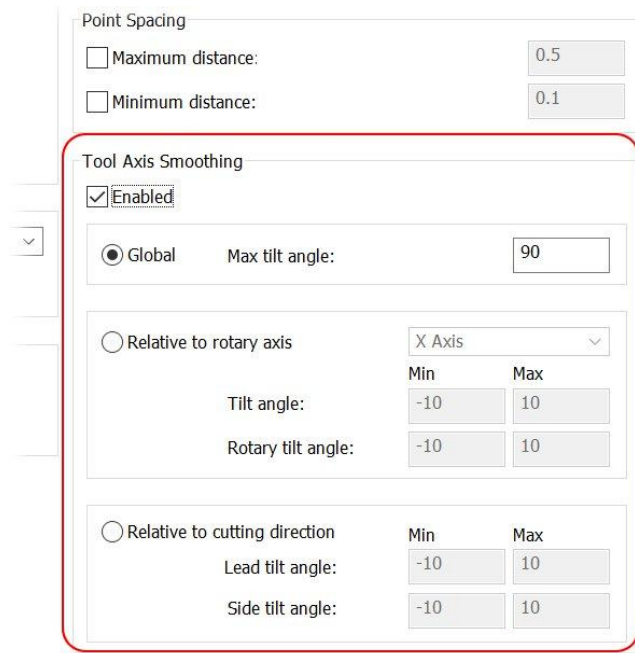 Point Spacing
Maximum distance: 0.5
Minimum distance: 0.1
Tool Axis Smoothing
Enabled
Global Max tilt angle: 90
Relative to rotary axis X Axis
Min Max
Tilt angle: -10 10
Rotary tilt angle: -10 10
Relative to cutting direction Min Max
Lead tilt angle: -10 10
Side tilt angle: -10 10